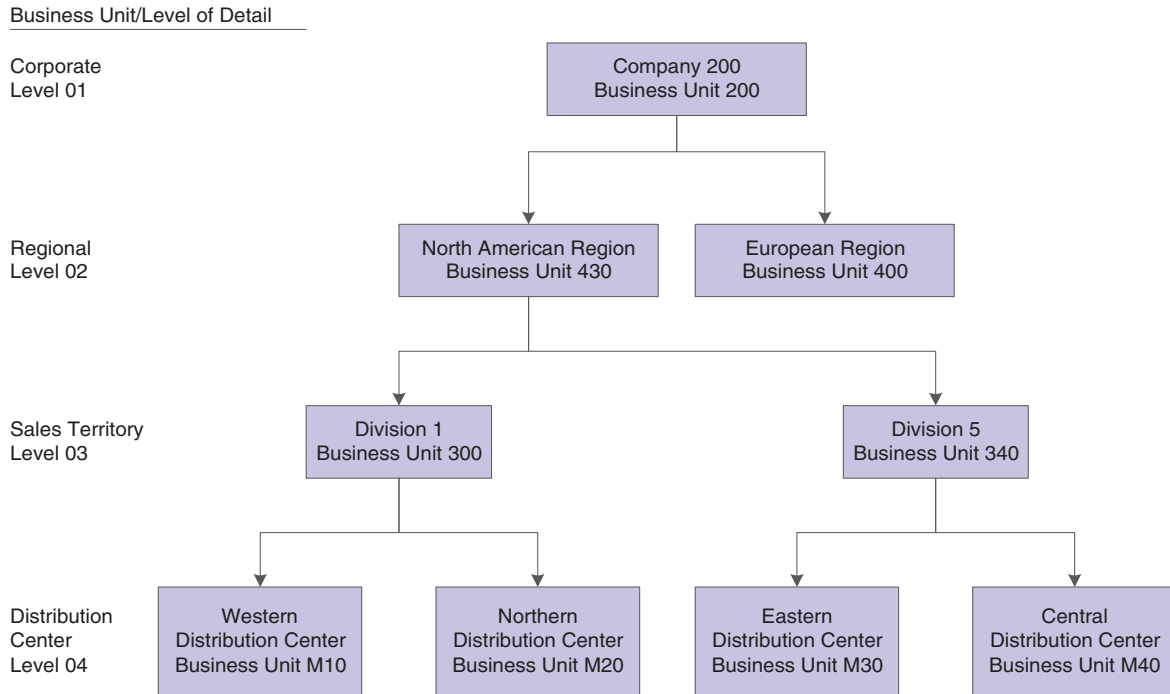 Business Unit/Level of Detail
Corporate
Level 01
Company 200
Business Unit 200
Regional
Level 02
North American Region
Business Unit 430
European Region
Business Unit 400
Sales Territory
Level 03
Division 1
Business Unit 300
Division 5
Business Unit 340
Distribution
Center
Level 04
Western
Distribution Center
Business Unit M10
Northern
Distribution Center
Business Unit M20
Eastern
Distribution Center
Business Unit M30
Central
Distribution Center
Business Unit M40